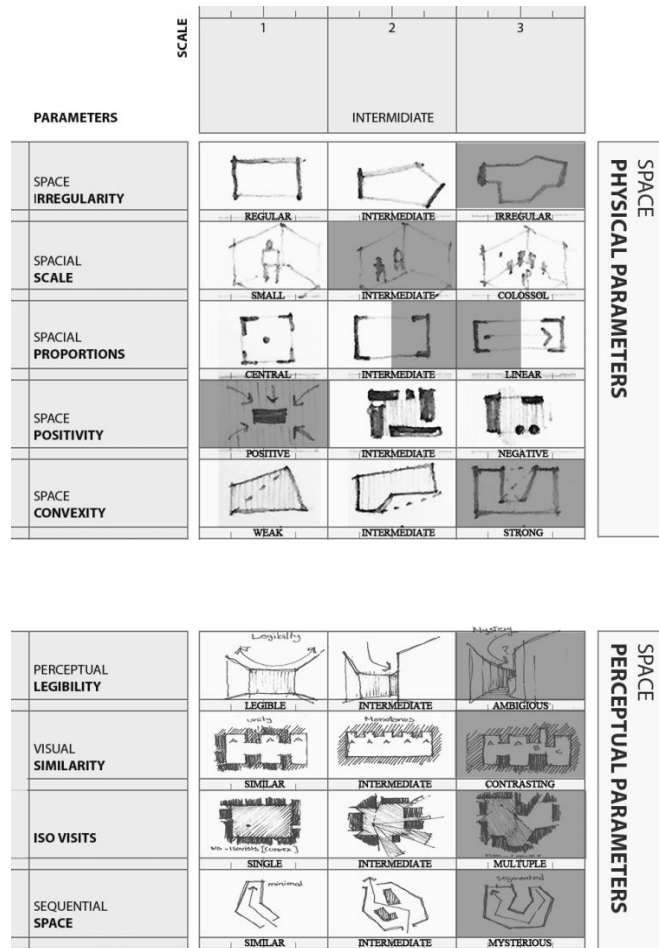 SCALE
1 2 3
PARAMETERS INTERMIDIATE
SPACE
PHYSICAL PARAMETERS
SPACE
IRREGULARITY
REGULAR INTERMEDIATE IRREGULAR
SPACIAL
SCALE
SMALL INTERMEDIATE COLOSSOL
SPACIAL
PROPORTIONS
CENTRAL INTERMEDIATE LINEAR
SPACE
POSITIVITY
POSITIVE INTERMEDIATE NEGATIVE
SPACE
CONVEXITY
WEAK INTERMEDIATE STRONG
SPACE
PERCEPTUAL PARAMETERS
Legibilty Mystery
PERCEPTUAL
LEGIBILITY
LEGIBLE INTERMEDIATE AMBIGIOUS
unity Monotonus
VISUAL
SIMILARITY
SIMILAR INTERMEDIATE CONTRASTING
ISO VISITS
SINGLE INTERMEDIATE MULTUPLE
minimal segmented
SEQUENTIAL
SPACE
SIMILAR INTERMEDIATE MYSTERIOUS